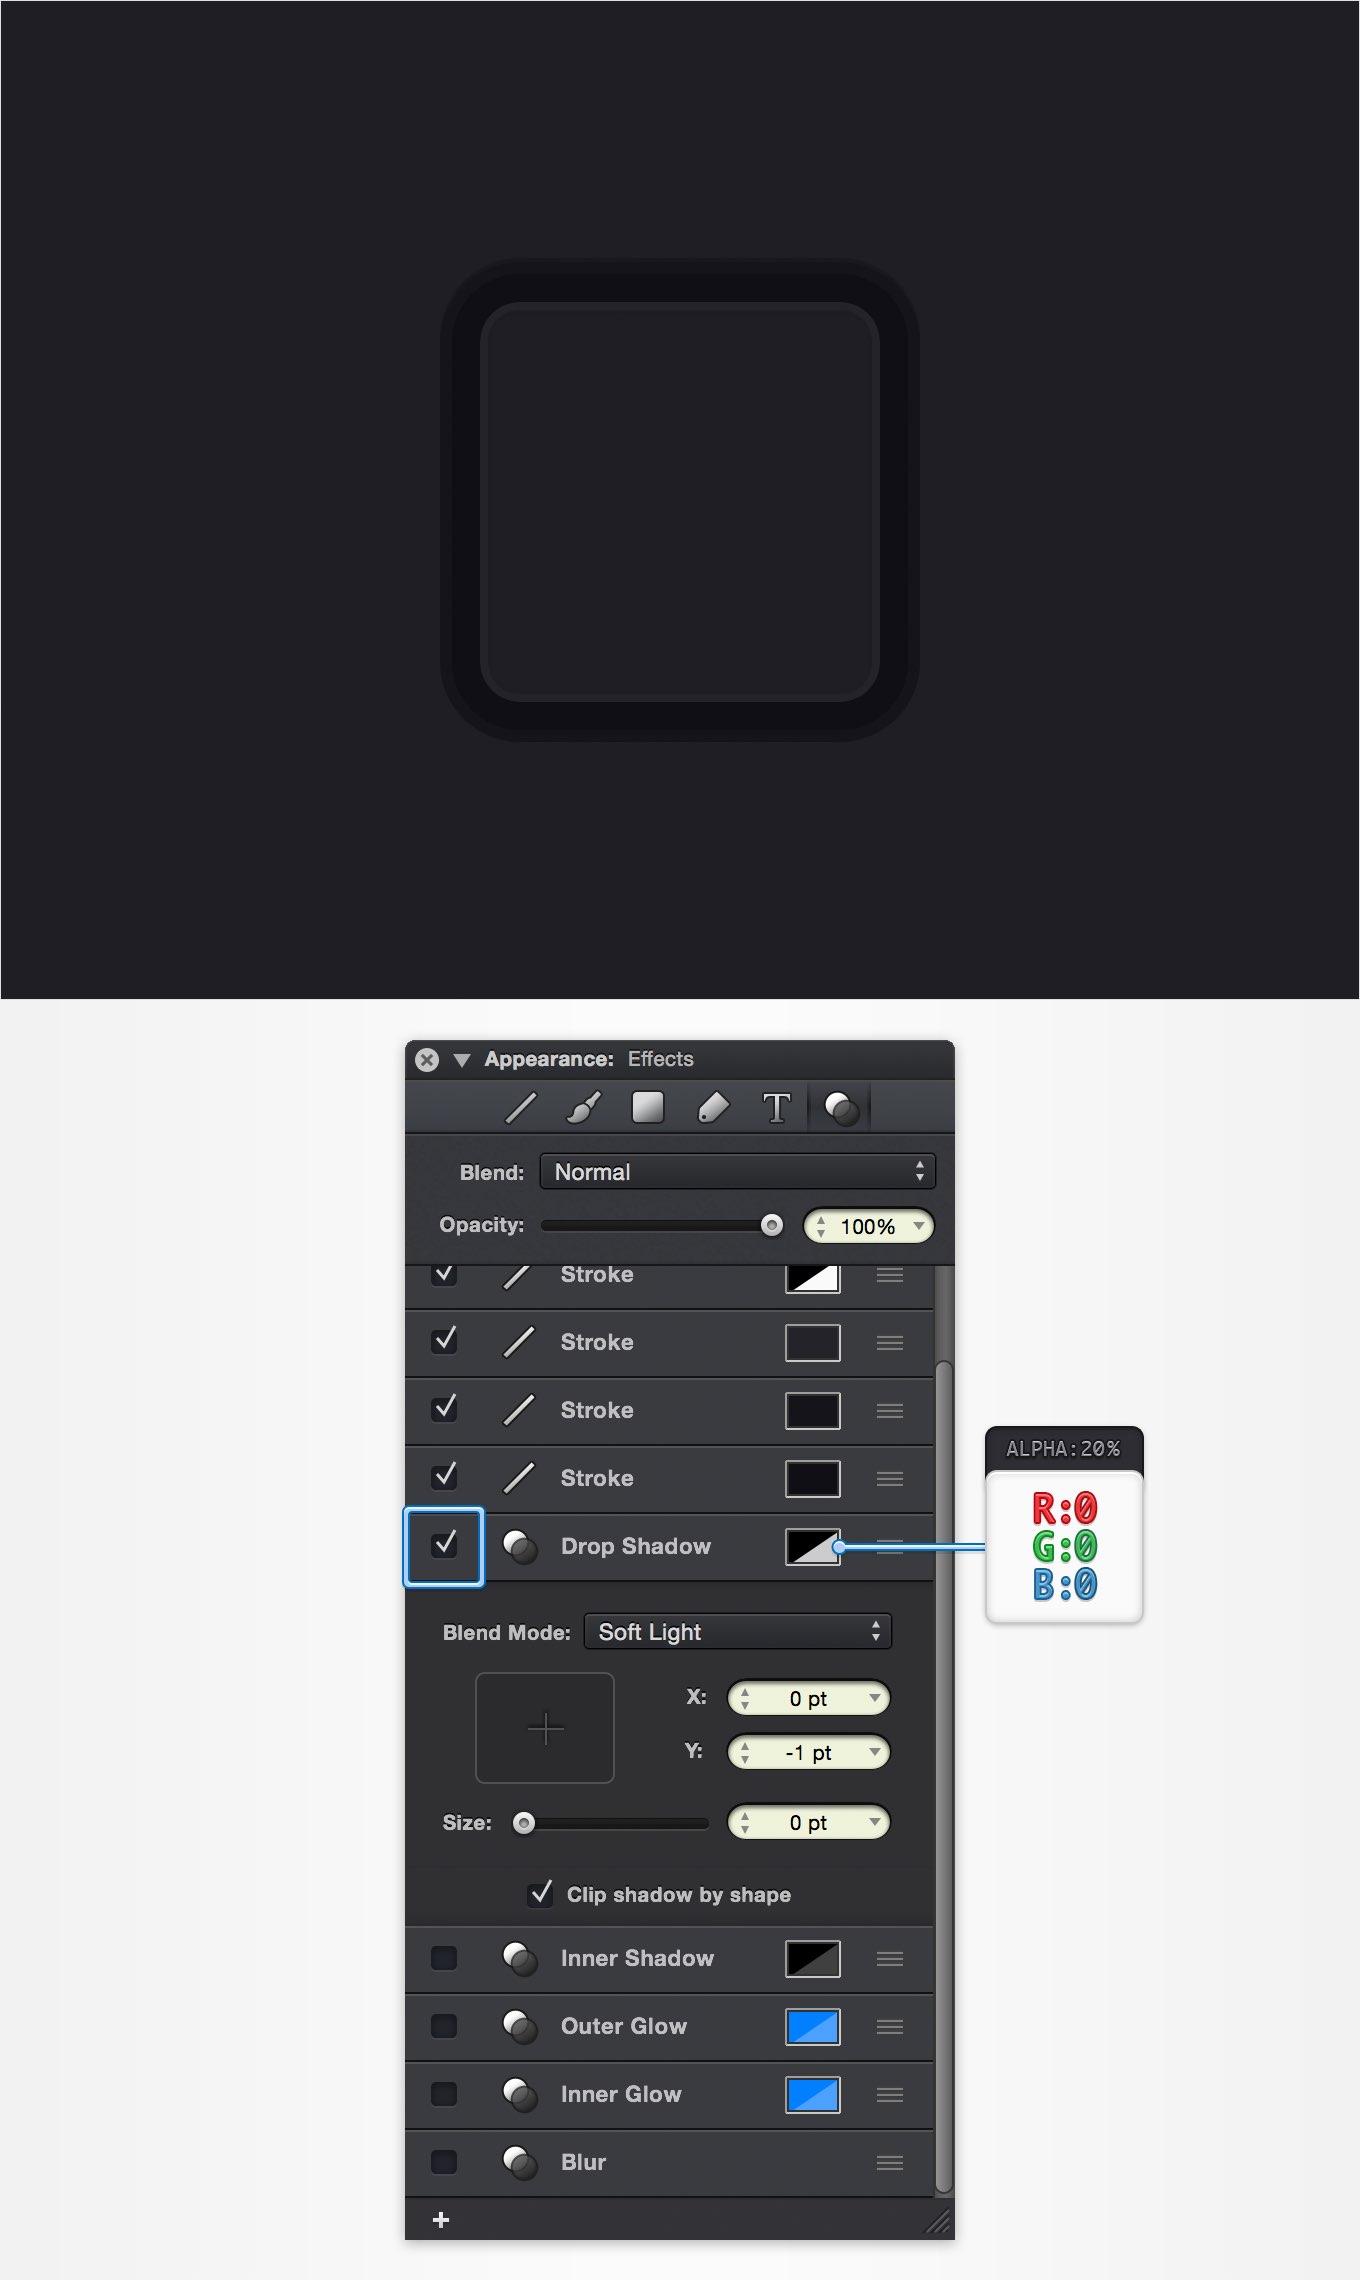 Appearance: Effects
T
Blend: Normal
Opacity: 100%
Stroke
Stroke
Stroke
Stroke
Drop Shadow
ALPHA:20%
R:0
G:0
B:0
Blend Mode: Soft Light
X: 0 pt
Y: -1 pt
Size: 0 pt
Clip shadow by shape
Inner Shadow
Outer Glow
Inner Glow
Blur